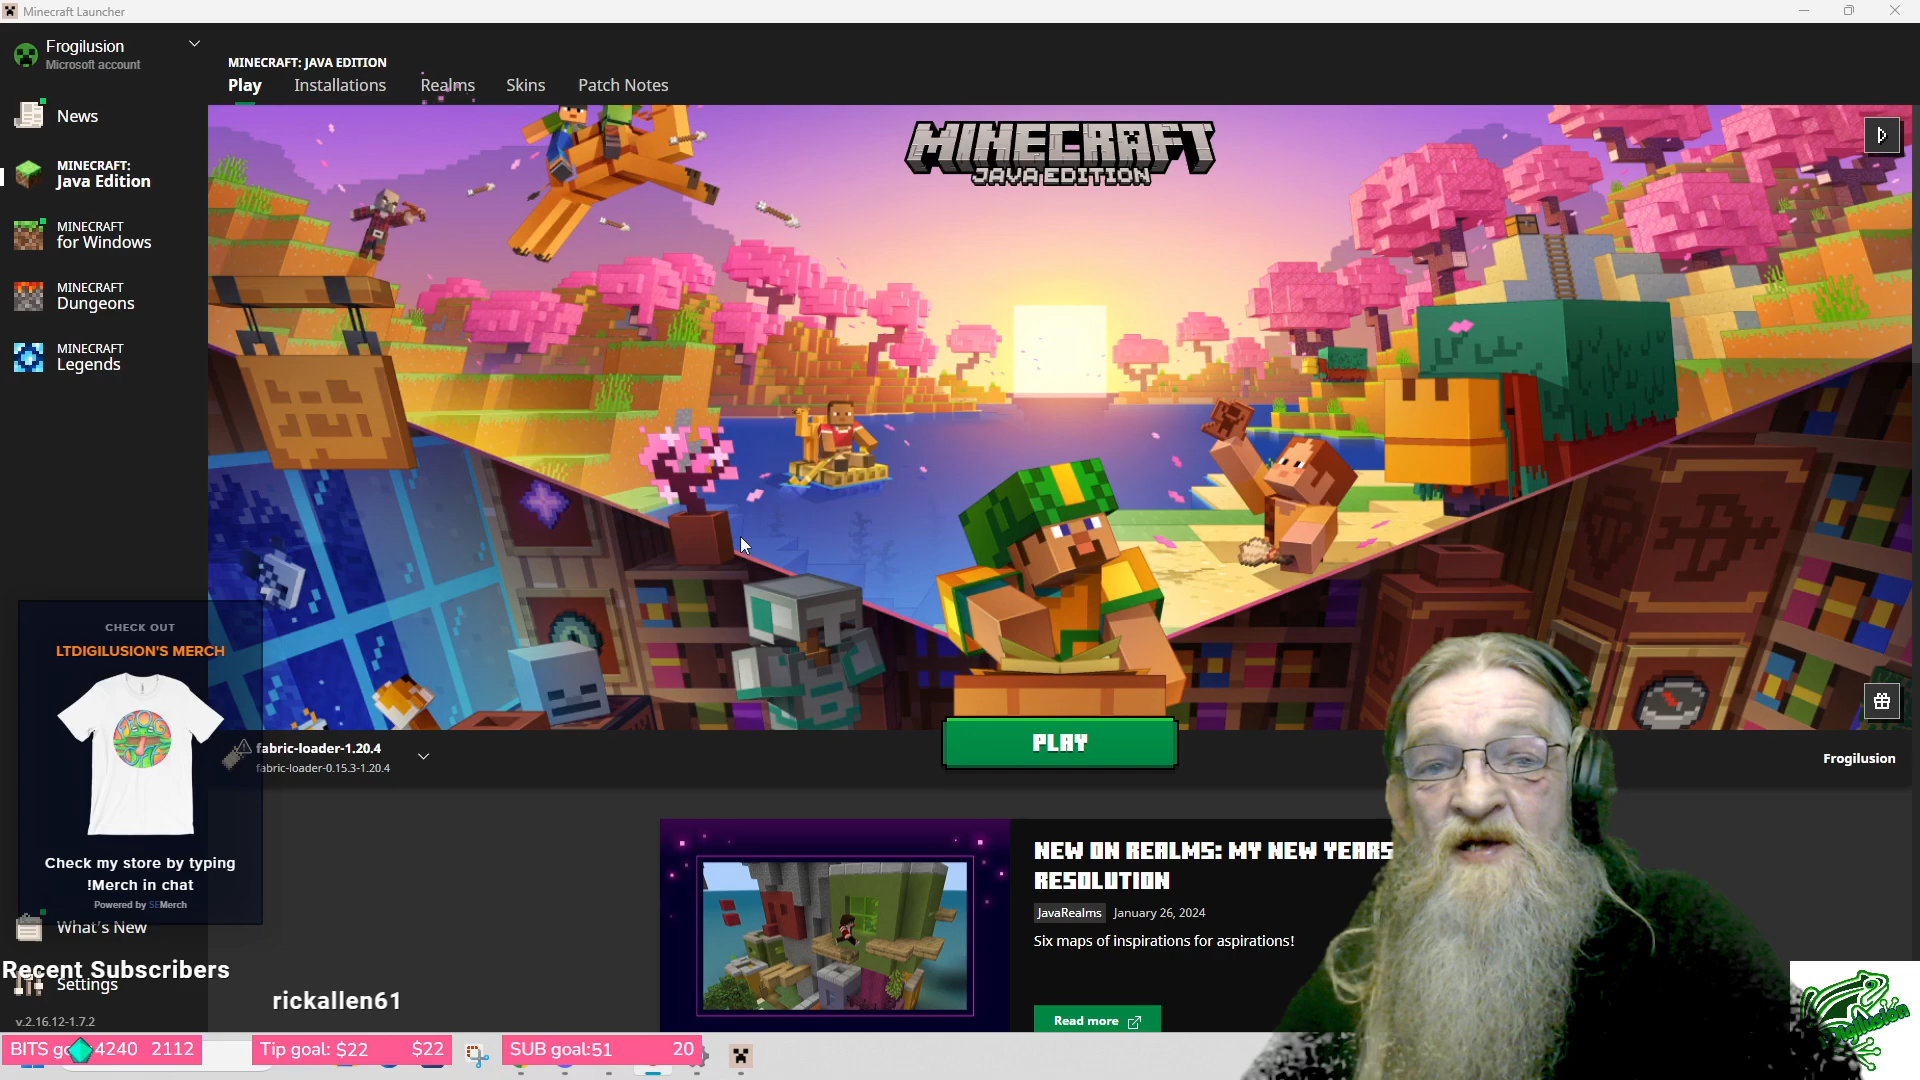 Minecraft Launcher
Frogilusion
Microsoft account
News
MINECRAFT:
Java Edition
MINECRAFT
for Windows
MINECRAFT
Dungeons
MINECRAFT
Legends
MINECRAFT: JAVA EDITION
Play Installations Realms Skins Patch Notes
MINECRAFT
JAVA EDITION
CHECK OUT
LTDIGILUSION'S MERCH
Check my store by typing
!Merch in chat
Powered by SEMerch
fabric-loader-1.20.4
fabric-loader-0.15.3-1.20.4
PLAY
Frogilusion
NEW ON REALMS: MY NEW YEARS
RESOLUTION
JavaRealms January 26, 2024
Six maps of inspirations for aspirations!
Read more
What's New
Recent Subscribers
Settings
rickallen61
v.2.16.12-1.7.2
BITS 4240 2112
Tip goal: $22 $22
SUB goal:51 20